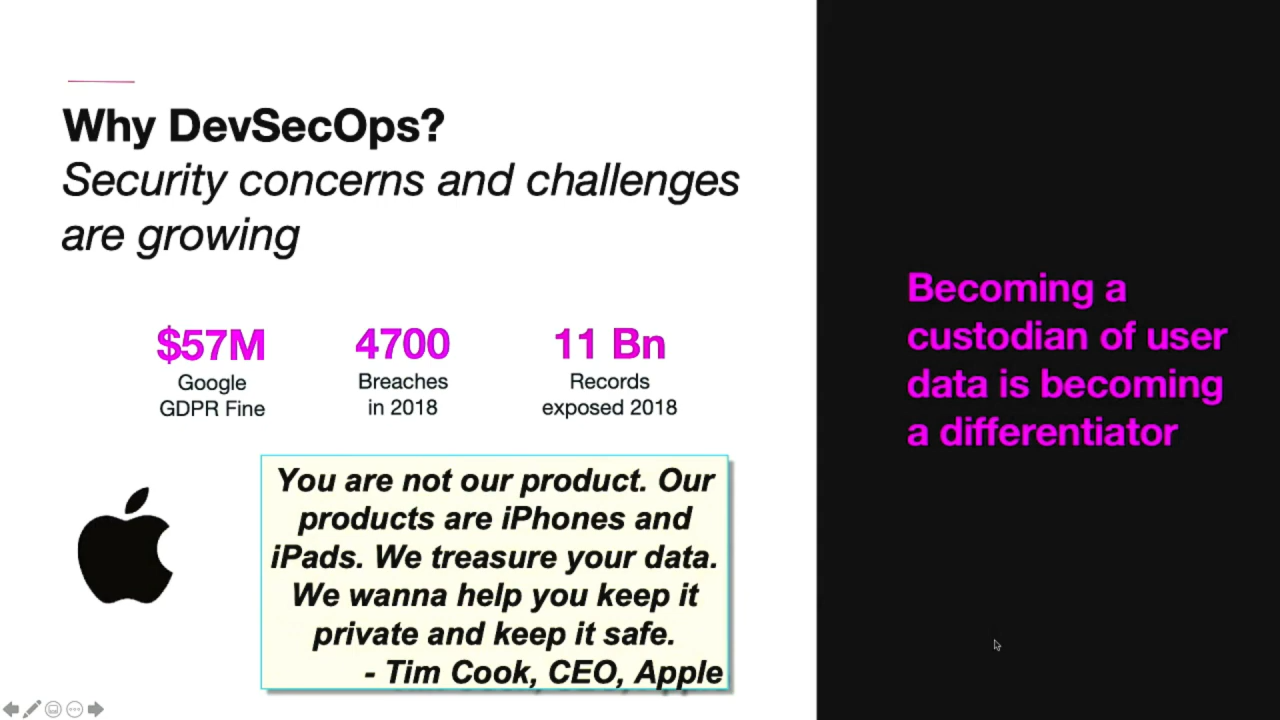 Why DevSecOps?
Security concerns and challenges
are growing
$57M
Google
GDPR Fine
4700
Breaches
in 2018
11 Bn
Records
exposed 2018
You are not our product. Our
products are iPhones and
iPads. We treasure your data.
We wanna help you keep it
private and keep it safe.
- Tim Cook, CEO, Apple
Becoming a
custodian of user
data is becoming
a differentiator